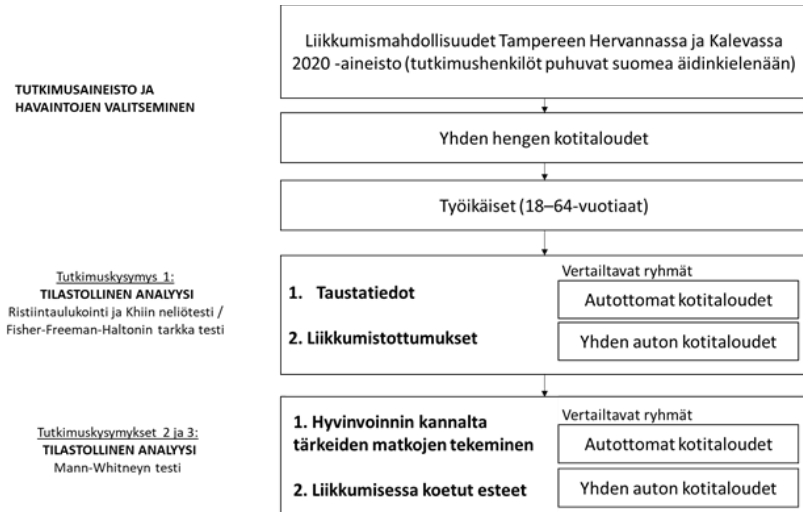 Liikkumismahdollisuudet Tampereen Hervannassa ja Kalevassa
2020 -aineisto (tutkimushenkilöt puhuvat suomea äidinkielenään)
TUTKIMUSAINEISTO JA
HAVAINTOJEN VALITSEMINEN
Yhden hengen kotitaloudet
Työikäiset (18–64-vuotiaat)
Tutkimuskysymys 1:
TILASTOLLINEN ANALYYSI
Ristiintaulukointi ja Khiin neliötesti /
Fisher-Freeman-Haltonin tarkka testi
1. Taustatiedot
2. Liikkumistottumukset
Vertailtavat ryhmät
Autottomat kotitaloudet
Yhden auton kotitaloudet
Tutkimuskysymykset 2 ja 3:
TILASTOLLINEN ANALYYSI
Mann-Whitneyn testi
1. Hyvinvoinnin kannalta
tärkeiden matkojen tekeminen
2. Liikkumisessa koetut esteet
Vertailtavat ryhmät
Autottomat kotitaloudet
Yhden auton kotitaloudet